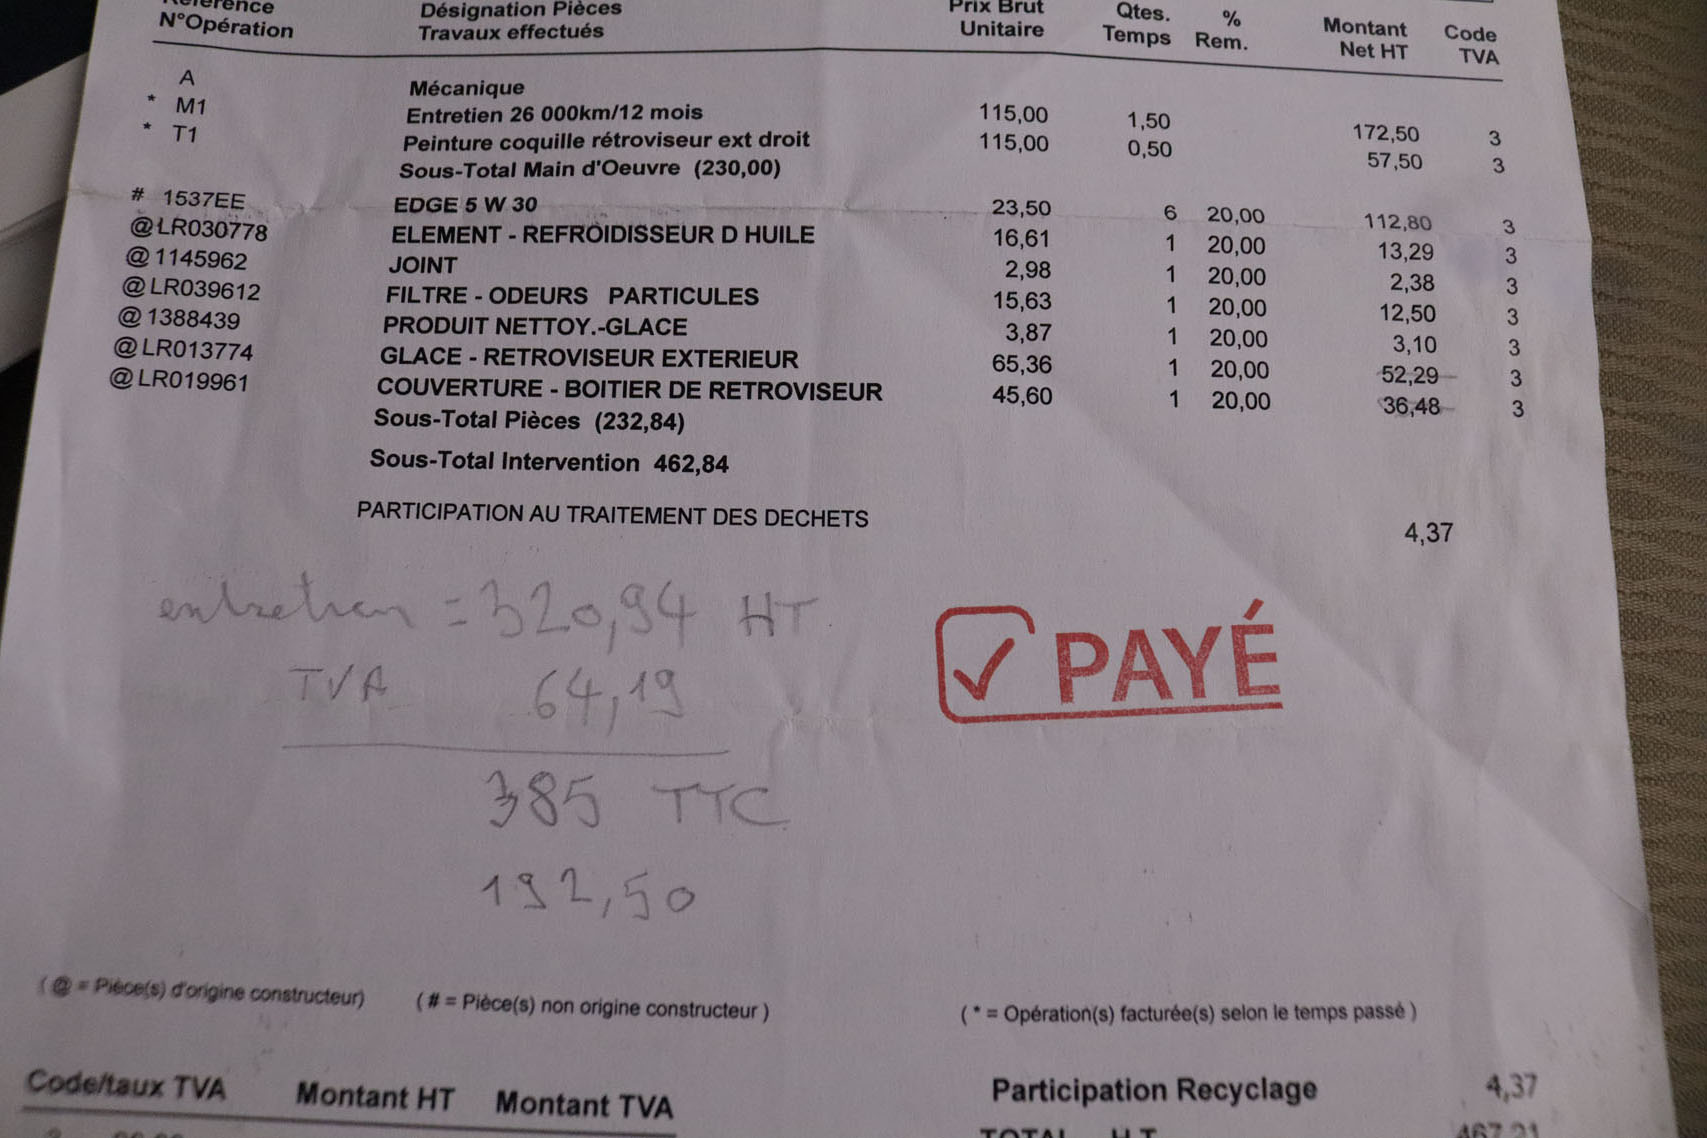 Référence
N°Opération Désignation Pièces
Travaux effectués Prix Brut
Unitaire Qtes.
Temps %
Rem. Montant
Net HT Code
TVA
A Mécanique
* M1 Entretien 26 000km/12 mois 115,00 1,50 172,50 3
* T1 Peinture coquille rétroviseur ext droit 115,00 0,50 57,50 3
Sous-Total Main d'Oeuvre (230,00)
# 1537EE EDGE 5 W 30 23,50 6 20,00 112,80 3
@LR030778 ELEMENT - REFROIDISSEUR D HUILE 16,61 1 20,00 13,29 3
@1145962 JOINT 2,98 1 20,00 2,38 3
@LR039612 FILTRE - ODEURS PARTICULES 15,63 1 20,00 12,50 3
@1388439 PRODUIT NETTOY.-GLACE 3,87 1 20,00 3,10 3
@LR013774 GLACE - RETROVISEUR EXTERIEUR 65,36 1 20,00 52,29 3
@LR019961 COUVERTURE - BOITIER DE RETROVISEUR 45,60 1 20,00 36,48 3
Sous-Total Pièces (232,84)
Sous-Total Intervention 462,84
PARTICIPATION AU TRAITEMENT DES DECHETS 4,37
entretien = 320,94 HT
TVA 64,19
PAYÉ
385 TTC
192,50
( @ = Pièce(s) d'origine constructeur) ( # = Pièce(s) non origine constructeur ) ( * = Opération(s) facturée(s) selon le temps passé )
Code/taux TVA Montant HT Montant TVA Participation Recyclage 4,37
TOTAL H.T. 467,21